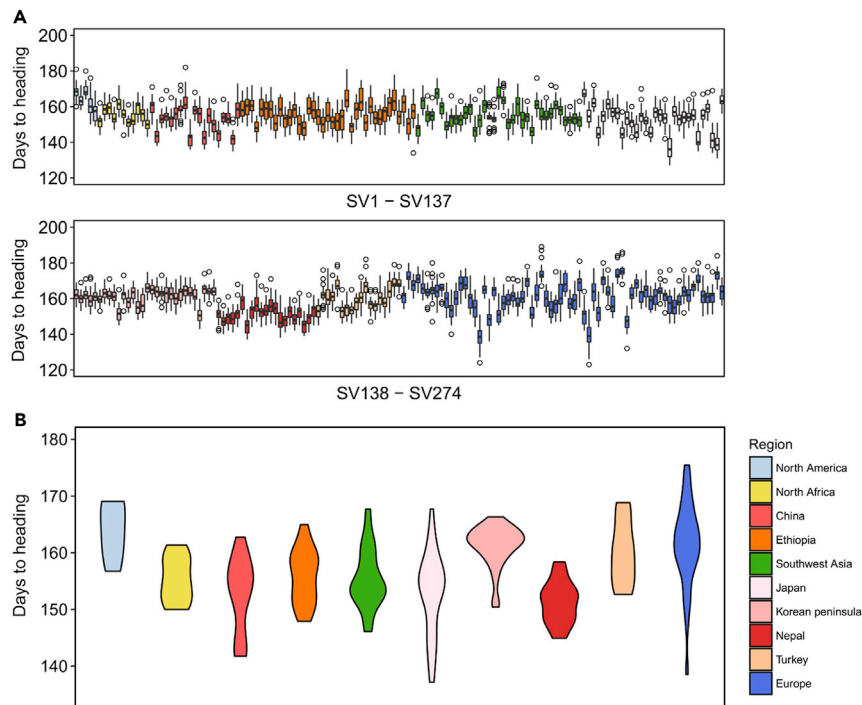 A
Days to heading
200
180
160
140
120
SV1 – SV137
Days to heading
200
180
160
140
120
SV138 – SV274
B
Days to heading
180
170
160
150
140
Region
North America
North Africa
China
Ethiopia
Southwest Asia
Japan
Korean peninsula
Nepal
Turkey
Europe